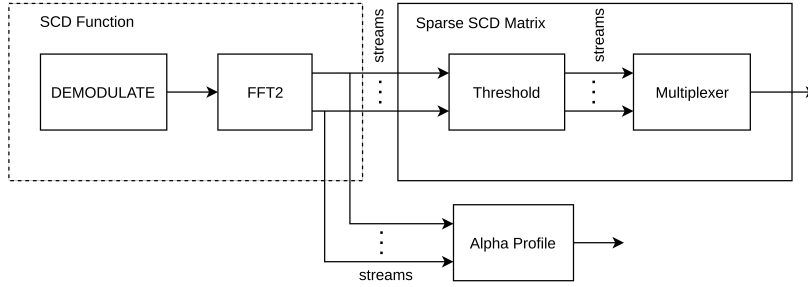 SCD Function
streams
Sparse SCD Matrix
streams
DEMODULATE
FFT2
Threshold
Multiplexer
Alpha Profile
streams